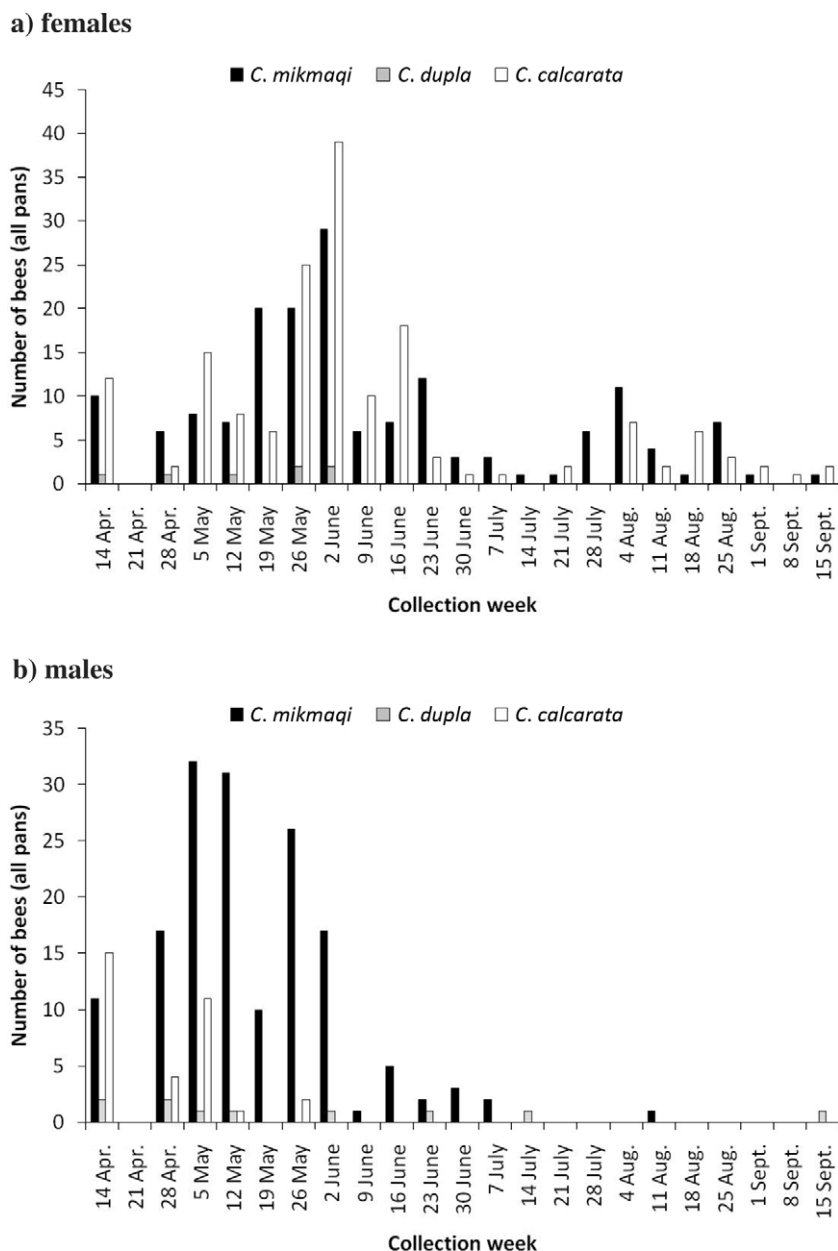 a) females
C. mikmaqi C. dupla C. calcarata
Number of bees (all pans)
45
40
35
30
25
20
15
10
5
0
14 Apr.
21 Apr.
28 Apr.
5 May
12 May
19 May
26 May
2 June
9 June
16 June
23 June
30 June
7 July
14 July
21 July
28 July
4 Aug.
11 Aug.
18 Aug.
25 Aug.
1 Sept.
8 Sept.
15 Sept.
Collection week
b) males
C. mikmaqi C. dupla C. calcarata
Number of bees (all pans)
35
30
25
20
15
10
5
0
14 Apr.
21 Apr.
28 Apr.
5 May
12 May
19 May
26 May
2 June
9 June
16 June
23 June
30 June
7 July
14 July
21 July
28 July
4 Aug.
11 Aug.
18 Aug.
25 Aug.
1 Sept.
8 Sept.
15 Sept.
Collection week